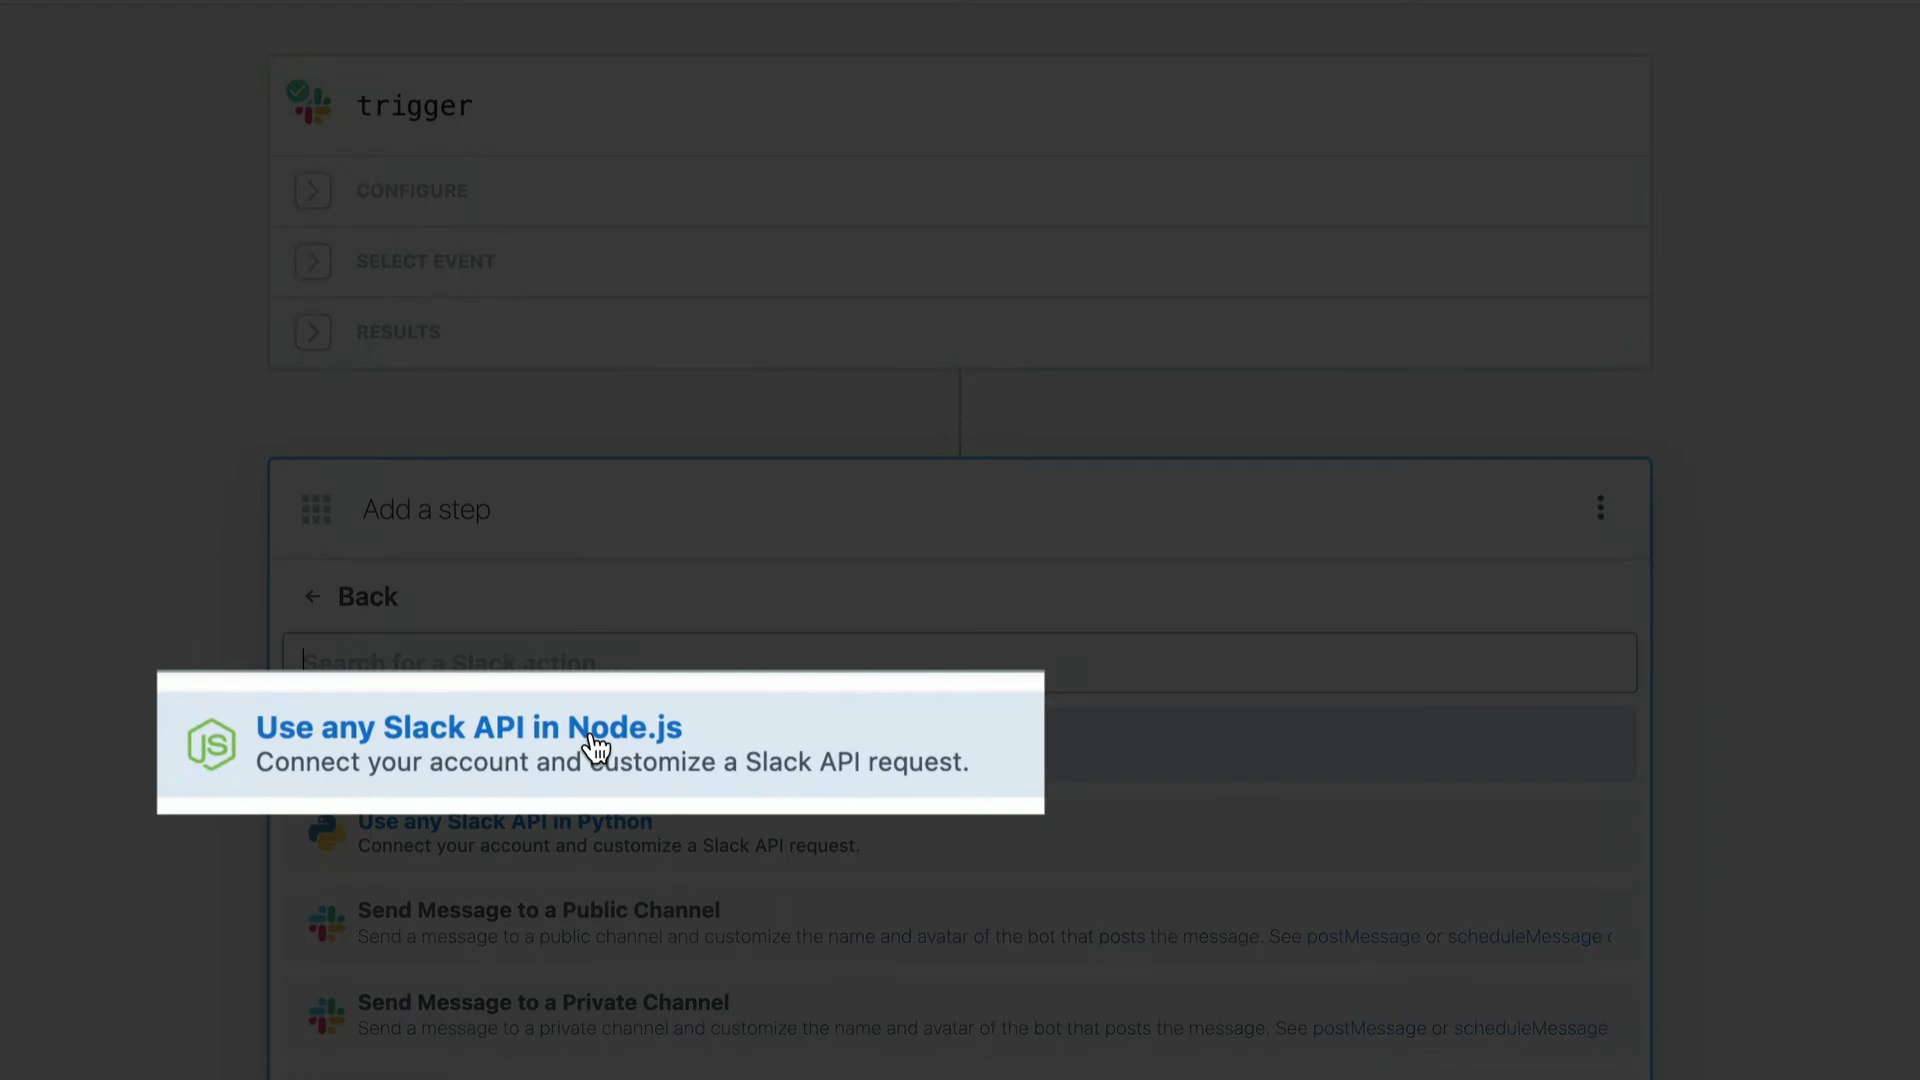 trigger
CONFIGURE
SELECT EVENT
RESULTS
Add a step
Back
Search for a Slack action...
Use any Slack API in Node.js
Connect your account and customize a Slack API request.
Use any Slack API in Python
Connect your account and customize a Slack API request.
Send Message to a Public Channel
Send a message to a public channel and customize the name and avatar of the bot that posts the message. See postMessage or scheduleMessage
Send Message to a Private Channel
Send a message to a private channel and customize the name and avatar of the bot that posts the message. See postMessage or scheduleMessage